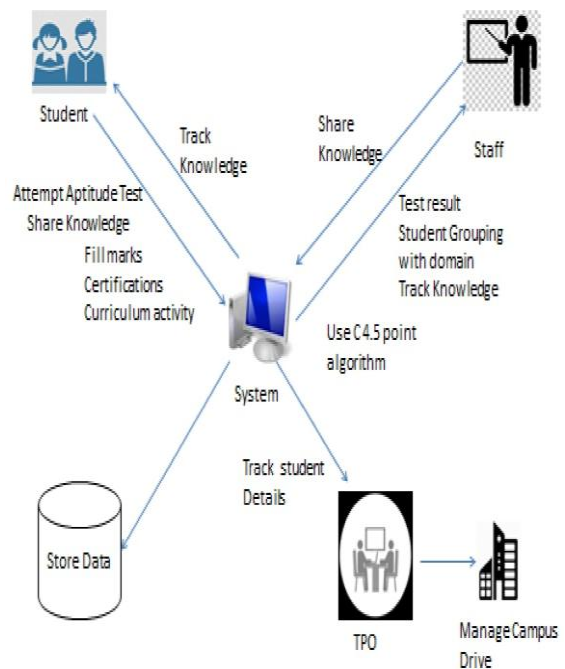 Student
Staff
Track
Knowledge
Share
Knowledge
Attempt Aptitude Test
Share Knowledge
Fill marks
Certifications
Curriculum activity
Test result
Student Grouping
with domain
Track Knowledge
Use C4.5 point
algorithm
System
Track student
Details
Store Data
TPO
Manage Campus
Drive